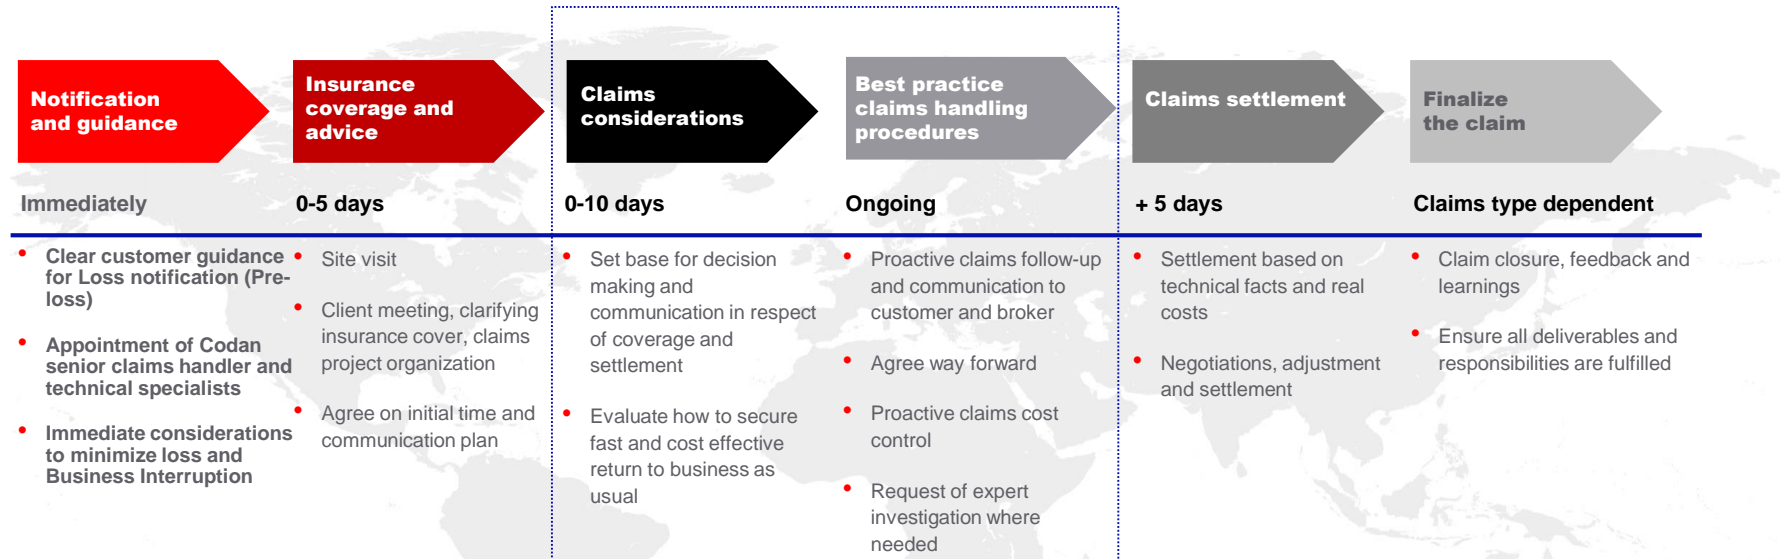 Notification
and guidance
Insurance
coverage and
advice
Claims
considerations
Best practice
claims handling
procedures
Claims settlement
Finalize
the claim
Immediately
0-5 days
0-10 days
Ongoing
+ 5 days
Claims type dependent
• Clear customer guidance
for Loss notification (Pre-
loss)
• Appointment of Codan
senior claims handler and
technical specialists
• Immediate considerations
to minimize loss and
Business Interruption
• Site visit
• Client meeting, clarifying
insurance cover, claims
project organization
• Agree on initial time and
communication plan
• Set base for decision
making and
communication in respect
of coverage and
settlement
• Evaluate how to secure
fast and cost effective
return to business as
usual
• Proactive claims follow-up
and communication to
customer and broker
• Agree way forward
• Proactive claims cost
control
• Request of expert
investigation where
needed
• Settlement based on
technical facts and real
costs
• Negotiations, adjustment
and settlement
• Claim closure, feedback and
learnings
• Ensure all deliverables and
responsibilities are fulfilled